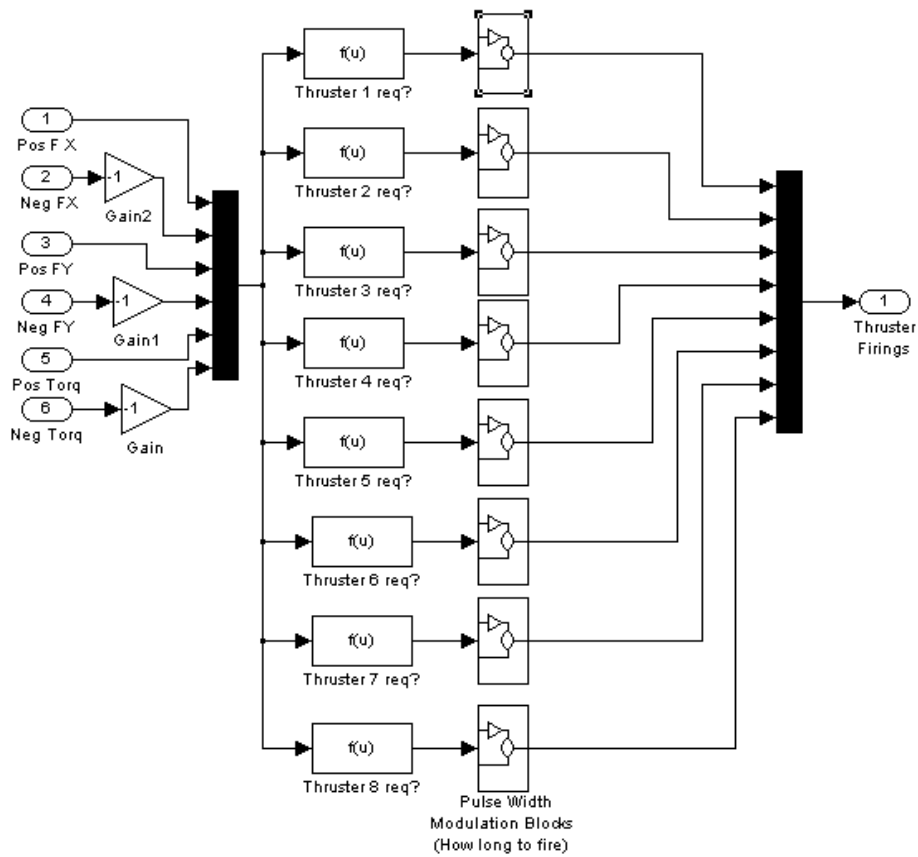 1
Pos F X
2
Neg FX
-1
Gain2
3
Pos FY
4
Neg FY
-1
Gain1
5
Pos Torq
6
Neg Torq
-1
Gain
f(u)
Thruster 1 req?
f(u)
Thruster 2 req?
f(u)
Thruster 3 req?
f(u)
Thruster 4 req?
f(u)
Thruster 5 req?
f(u)
Thruster 6 req?
f(u)
Thruster 7 req?
f(u)
Thruster 8 req?
Pulse Width
Modulation Blocks
(How long to fire)
1
Thruster
Firings